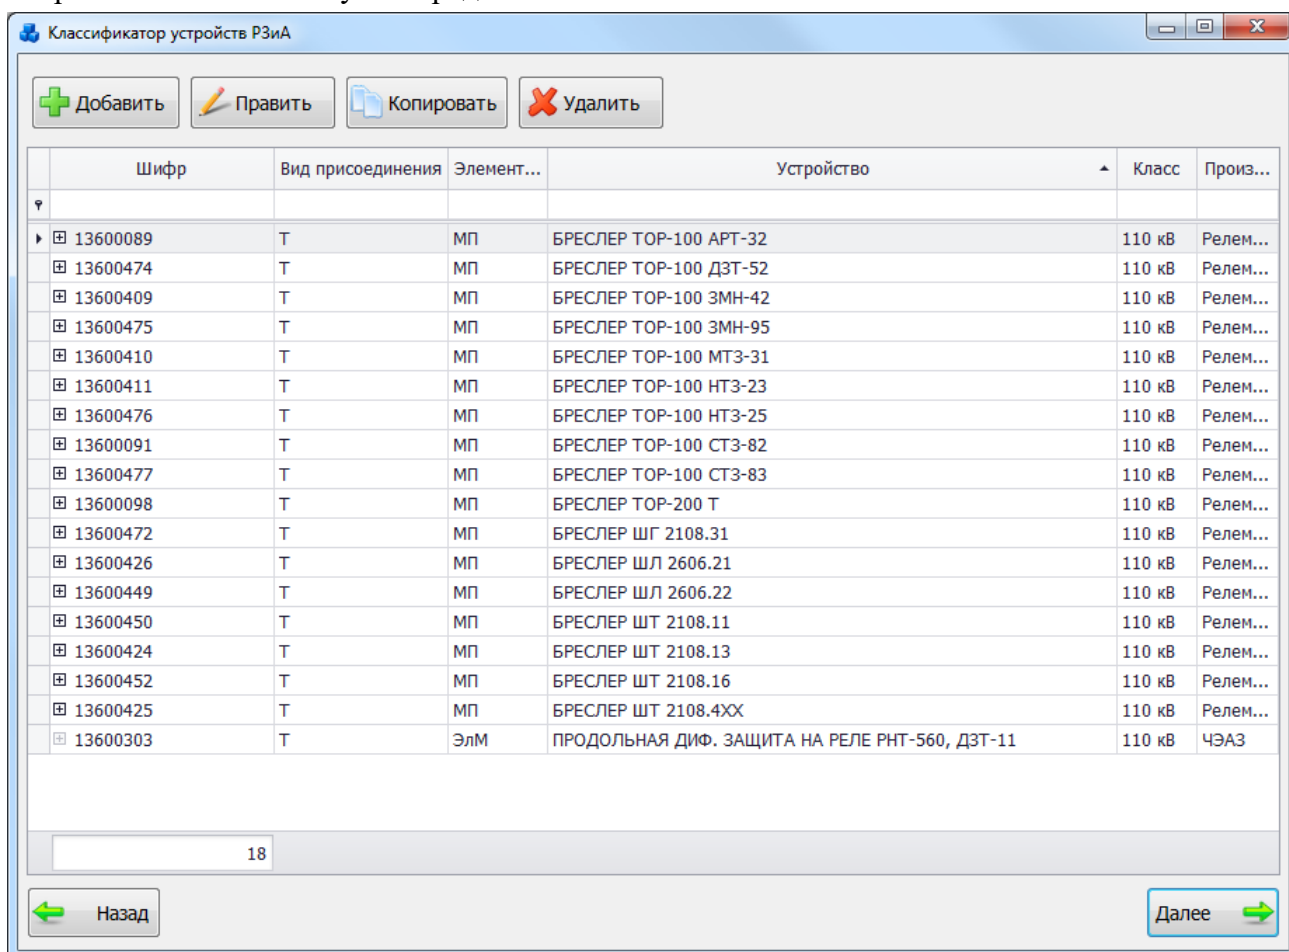 Классификатор устройств РЗиА
Добавить Править Копировать Удалить
Шифр Вид присоединения Элемент... Устройство Класс Произ...
13600089 Т МП БРЕСЛЕР ТОР-100 АРТ-32 110 кВ Релем...
13600474 Т МП БРЕСЛЕР ТОР-100 ДЗТ-52 110 кВ Релем...
13600409 Т МП БРЕСЛЕР ТОР-100 ЗМН-42 110 кВ Релем...
13600475 Т МП БРЕСЛЕР ТОР-100 ЗМН-95 110 кВ Релем...
13600410 Т МП БРЕСЛЕР ТОР-100 МТЗ-31 110 кВ Релем...
13600411 Т МП БРЕСЛЕР ТОР-100 НТЗ-23 110 кВ Релем...
13600476 Т МП БРЕСЛЕР ТОР-100 НТЗ-25 110 кВ Релем...
13600091 Т МП БРЕСЛЕР ТОР-100 СТЗ-82 110 кВ Релем...
13600477 Т МП БРЕСЛЕР ТОР-100 СТЗ-83 110 кВ Релем...
13600098 Т МП БРЕСЛЕР ТОР-200 Т 110 кВ Релем...
13600472 Т МП БРЕСЛЕР ШГ 2108.31 110 кВ Релем...
13600426 Т МП БРЕСЛЕР ШЛ 2606.21 110 кВ Релем...
13600449 Т МП БРЕСЛЕР ШЛ 2606.22 110 кВ Релем...
13600450 Т МП БРЕСЛЕР ШТ 2108.11 110 кВ Релем...
13600424 Т МП БРЕСЛЕР ШТ 2108.13 110 кВ Релем...
13600452 Т МП БРЕСЛЕР ШТ 2108.16 110 кВ Релем...
13600425 Т МП БРЕСЛЕР ШТ 2108.4ХХ 110 кВ Релем...
13600303 Т ЭлМ ПРОДОЛЬНАЯ ДИФ. ЗАЩИТА НА РЕЛЕ РНТ-560, ДЗТ-11 110 кВ ЧЭАЗ
18
Назад Далее